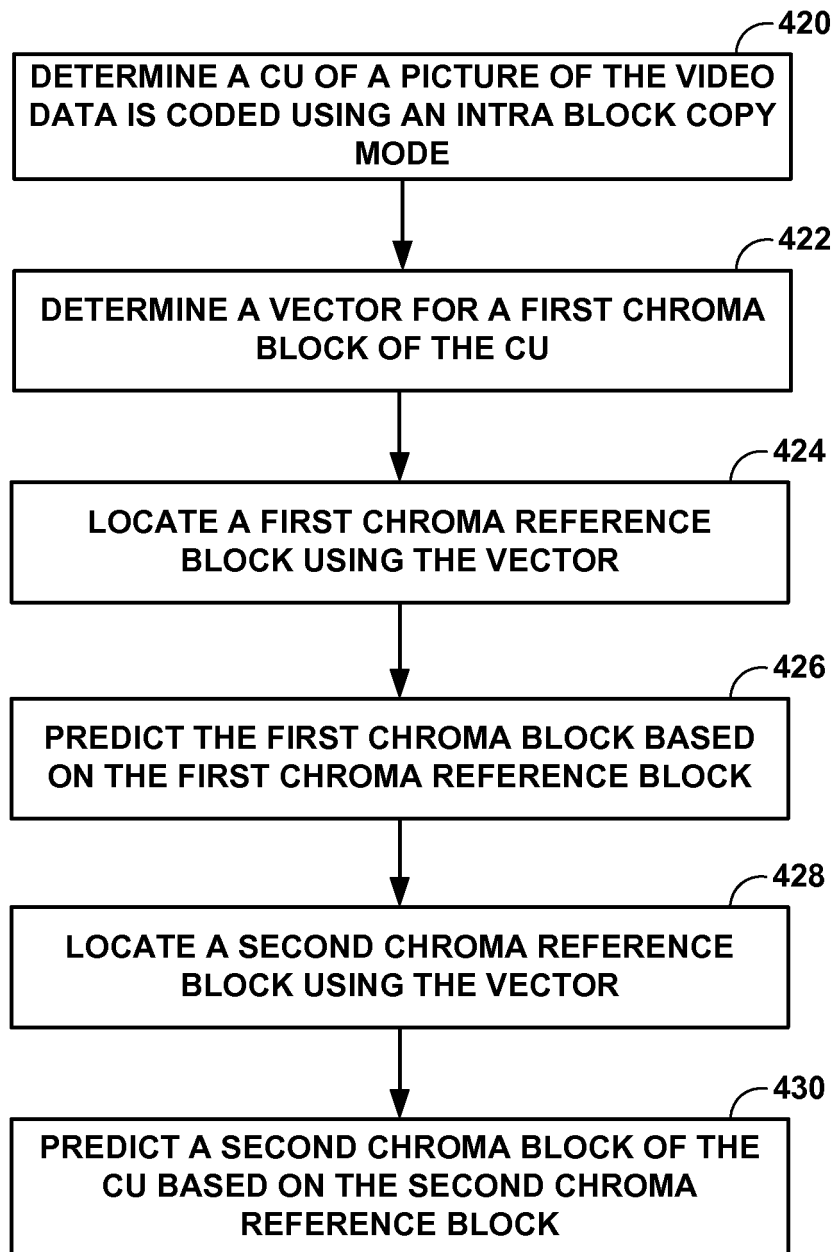 420
DETERMINE A CU OF A PICTURE OF THE VIDEO
DATA IS CODED USING AN INTRA BLOCK COPY
MODE
422
DETERMINE A VECTOR FOR A FIRST CHROMA
BLOCK OF THE CU
424
LOCATE A FIRST CHROMA REFERENCE
BLOCK USING THE VECTOR
426
PREDICT THE FIRST CHROMA BLOCK BASED
ON THE FIRST CHROMA REFERENCE BLOCK
428
LOCATE A SECOND CHROMA REFERENCE
BLOCK USING THE VECTOR
430
PREDICT A SECOND CHROMA BLOCK OF THE
CU BASED ON THE SECOND CHROMA
REFERENCE BLOCK